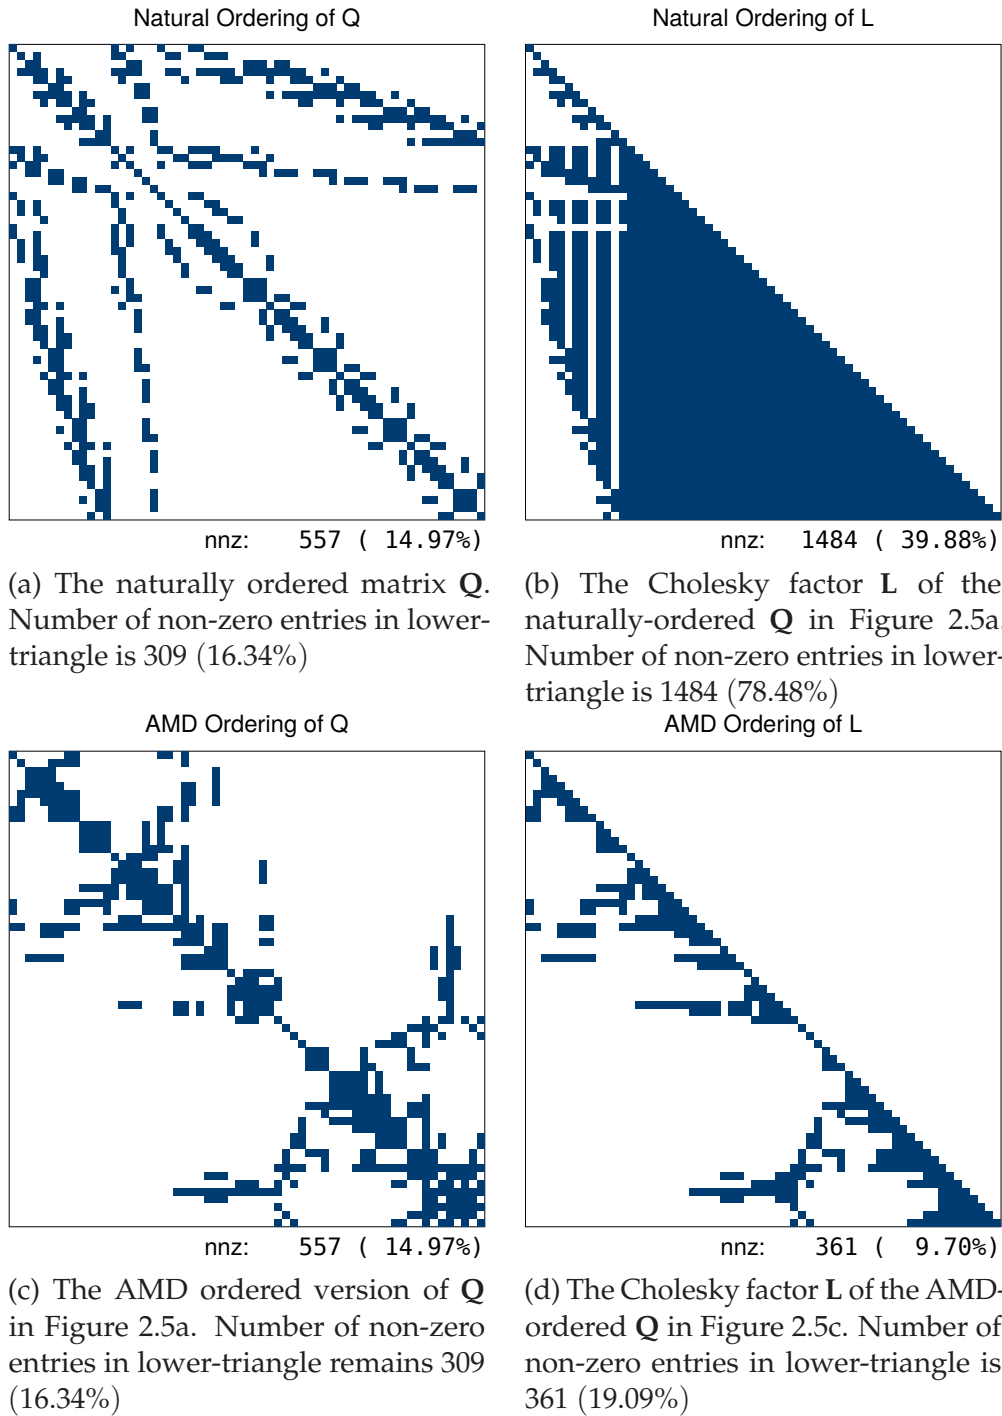 Natural Ordering of Q
Natural Ordering of L
nnz: 557 ( 14.97%)
nnz: 1484 ( 39.88%)
(a) The naturally ordered matrix Q.
Number of non-zero entries in lower-
triangle is 309 (16.34%)
(b) The Cholesky factor L of the
naturally-ordered Q in Figure 2.5a.
Number of non-zero entries in lower-
triangle is 1484 (78.48%)
AMD Ordering of Q
AMD Ordering of L
nnz: 557 ( 14.97%)
nnz: 361 ( 9.70%)
(c) The AMD ordered version of Q
in Figure 2.5a. Number of non-zero
entries in lower-triangle remains 309
(16.34%)
(d) The Cholesky factor L of the AMD-
ordered Q in Figure 2.5c. Number of
non-zero entries in lower-triangle is
361 (19.09%)